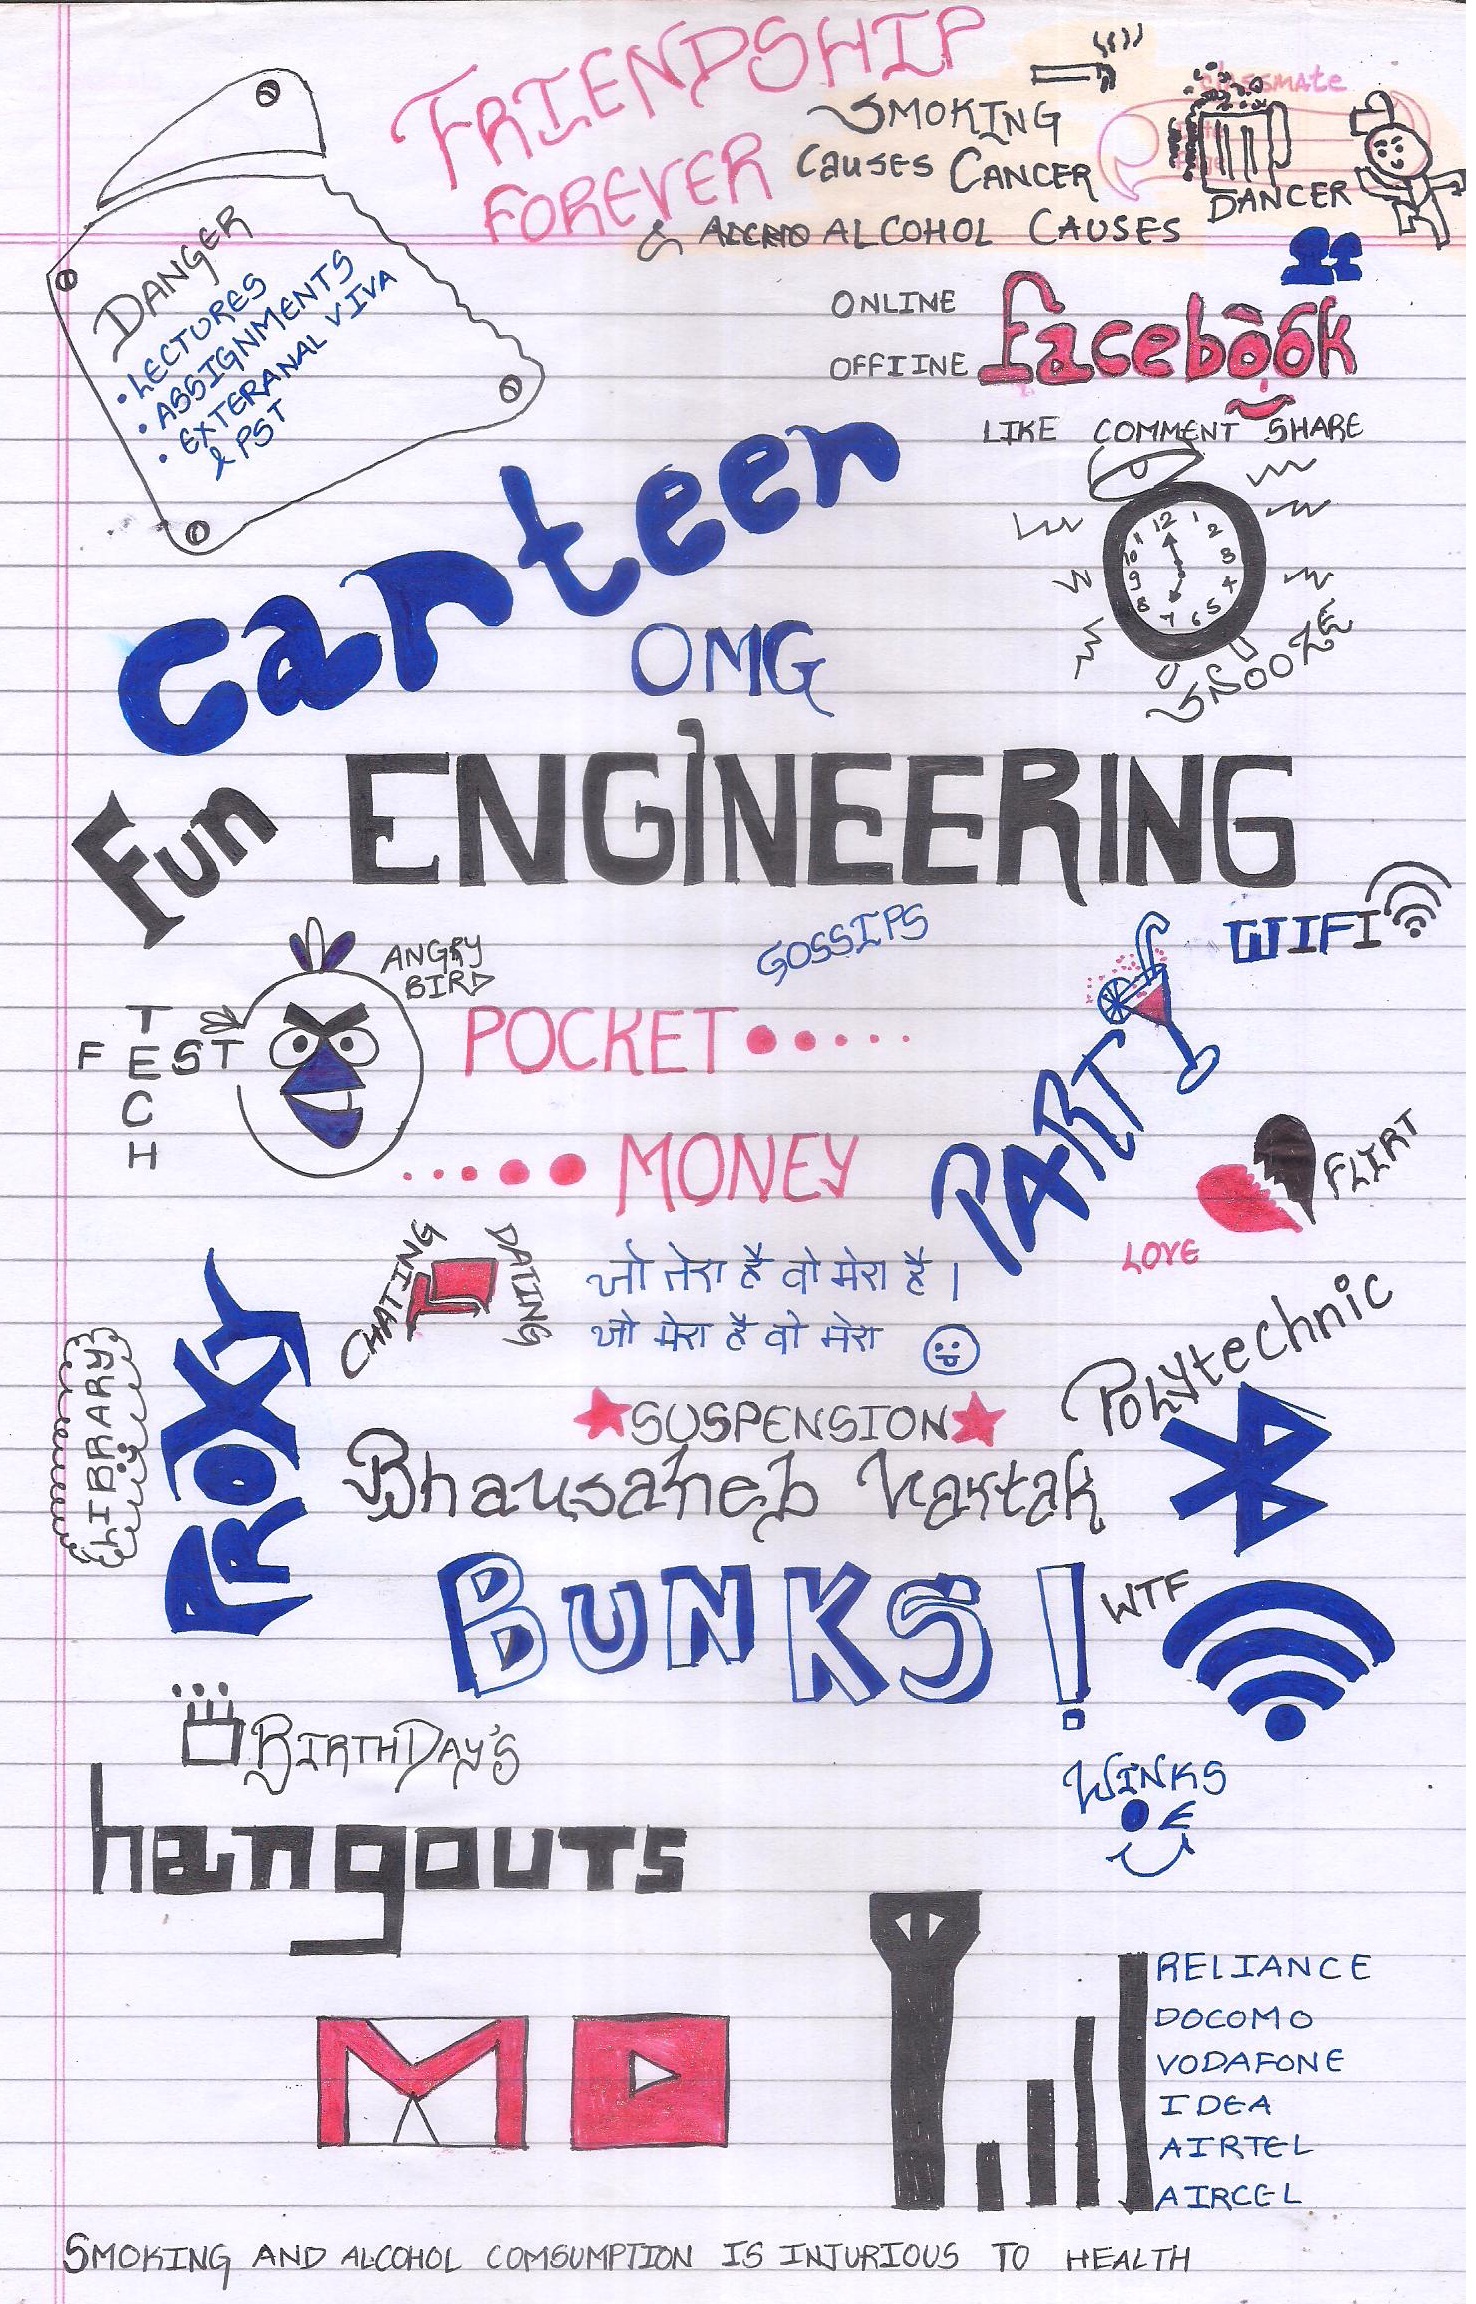 FRIENDSHIP
FOREVER
SMOKING
CAUSES CANCER
& ALCOHOL CAUSES
DANCER
classmate
DANGER
• LECTURES
• ASSIGNMENTS
• EXTERANAL VIVA
& PST
ONLINE
OFFIINE
facebook
LIKE COMMENT SHARE
canteen
12 1 2 3 4 5 6 7 8 9 10 11
SNOOZE
OMG
Fun
ENGINEERING
GOSSIPS
WIFI
ANGRY
BIRD
TECH
FEST
POCKET
MONEY
PARTY
FLIRT
LOVE
CHATING
DATING
जो तेरा है वो मेरा है ।
जो मेरा है वो मेरा
LIBRARY
PROXY
SUSPENSION
Polytechnic
Bhausaheb Vartak
BUNKS!
WTF
BIRTHDAY'S
WINKS
hangouts
RELIANCE
DOCOMO
VODAFONE
IDEA
AIRTEL
AIRCEL
SMOKING AND ALCOHOL COMSUMPTION IS INJURIOUS TO HEALTH